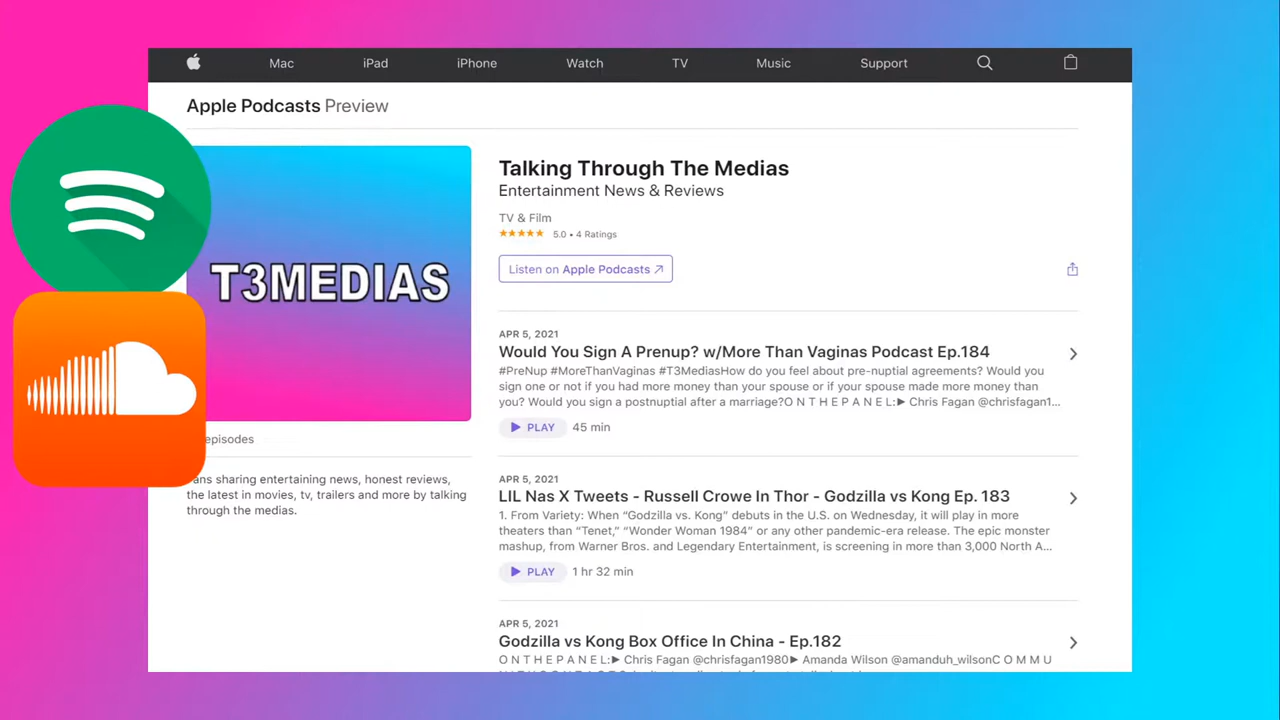 Mac iPad iPhone Watch TV Music Support
Apple Podcasts Preview
T3MEDIAS
episodes
ans sharing entertaining news, honest reviews,
the latest in movies, tv, trailers and more by talking
through the medias.
Talking Through The Medias
Entertainment News & Reviews
TV & Film
★★★★★ 5.0 • 4 Ratings
Listen on Apple Podcasts ↗
APR 5, 2021
Would You Sign A Prenup? w/More Than Vaginas Podcast Ep.184
#PreNup #MoreThanVaginas #T3MediasHow do you feel about pre-nuptial agreements? Would you
sign one or not if you had more money than your spouse or if your spouse made more money than
you? Would you sign a postnuptial after a marriage?O N T H E P A N E L:► Chris Fagan @chrisfagan1...
PLAY 45 min
APR 5, 2021
LIL Nas X Tweets - Russell Crowe In Thor - Godzilla vs Kong Ep. 183
1. From Variety: When “Godzilla vs. Kong” debuts in the U.S. on Wednesday, it will play in more
theaters than “Tenet,” “Wonder Woman 1984” or any other pandemic-era release. The epic monster
mashup, from Warner Bros. and Legendary Entertainment, is screening in more than 3,000 North A...
PLAY 1 hr 32 min
APR 5, 2021
Godzilla vs Kong Box Office In China - Ep.182
O N T H E P A N E L:► Chris Fagan @chrisfagan1980► Amanda Wilson @amanduh_wilsonC O M M U